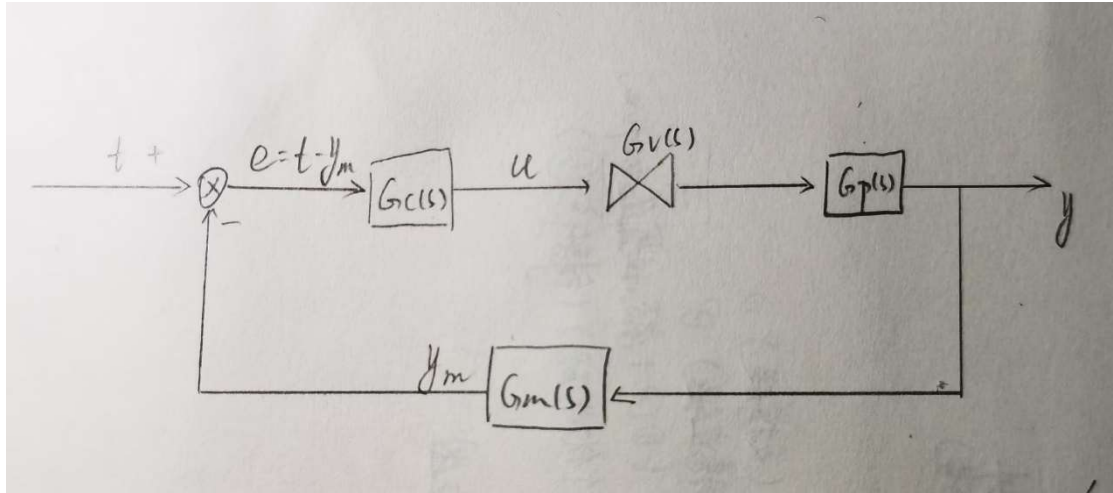 t +
e=t-ym
Gc(s)
u
Gv(s)
Gp(s)
y
-
ym
Gm(s)